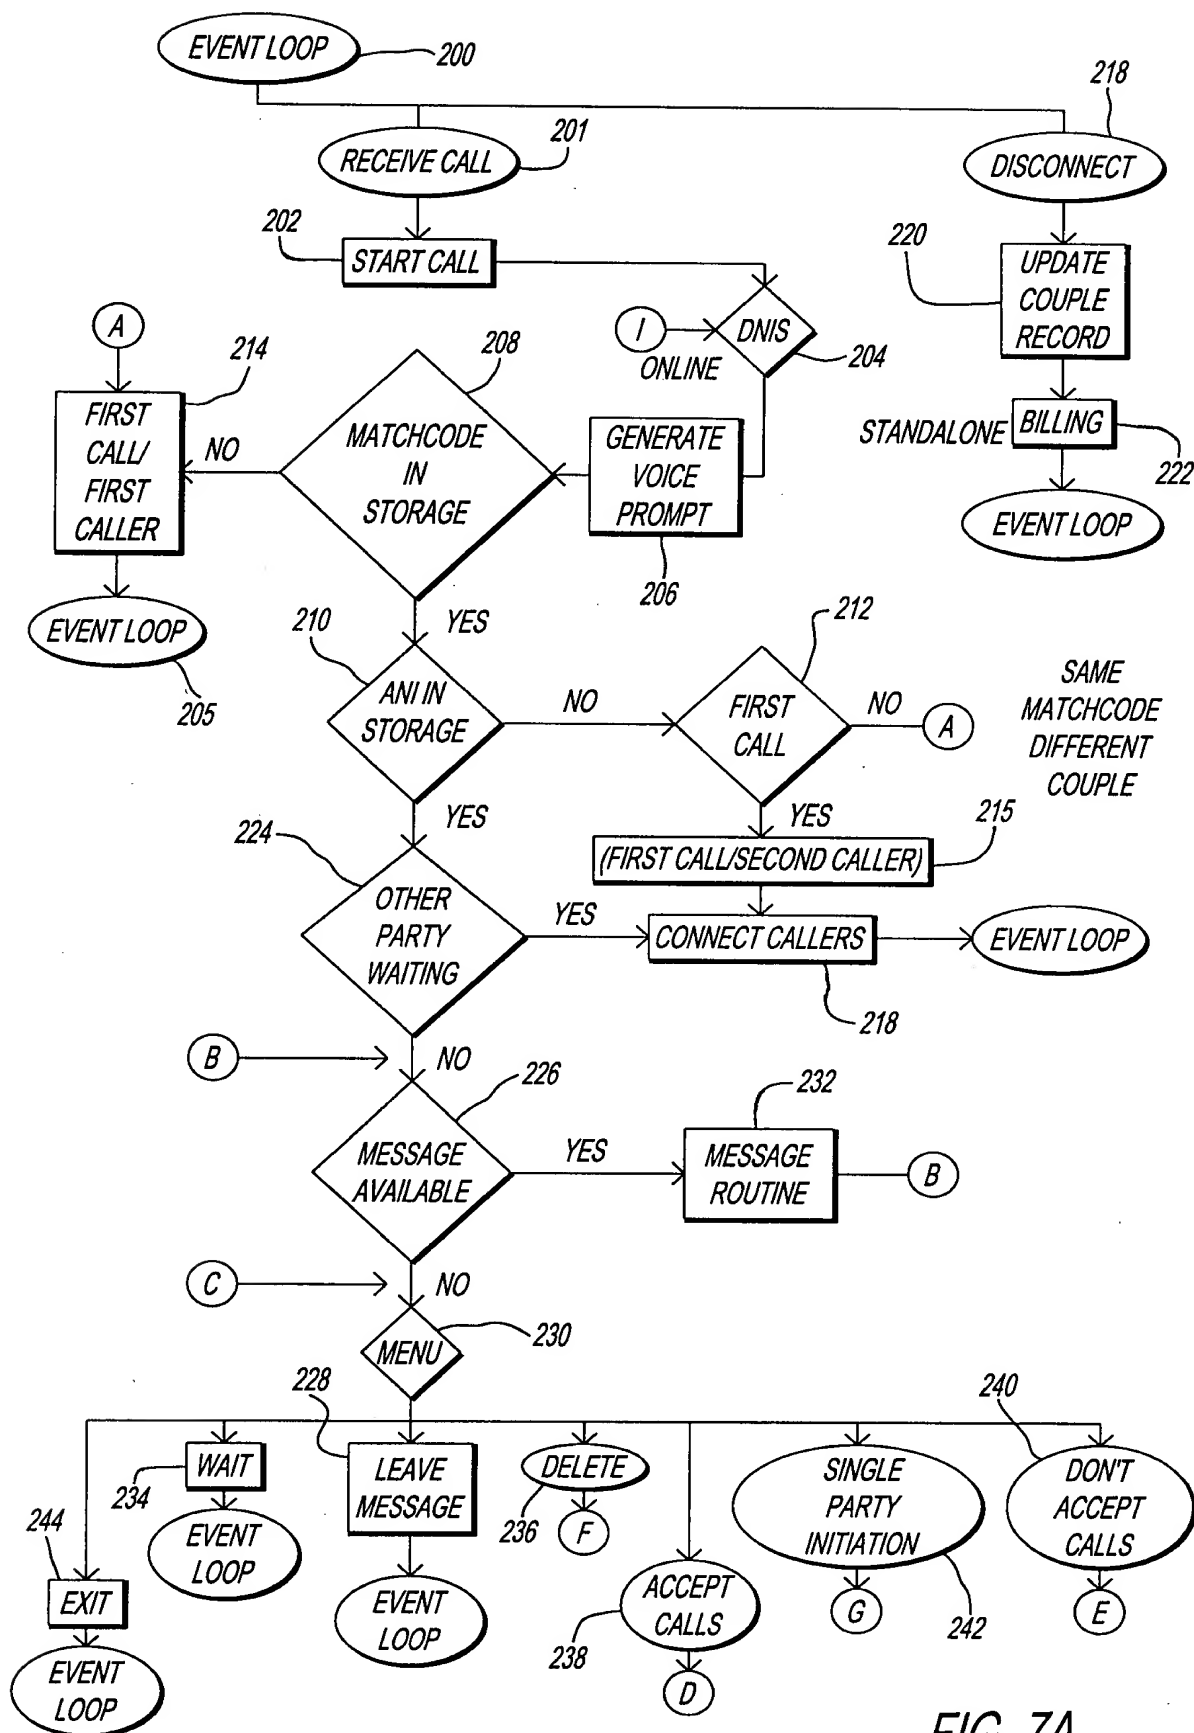 EVENT LOOP
200
218
201
RECEIVE CALL
DISCONNECT
202
START CALL
220
UPDATE
COUPLE
RECORD
A
I
DNIS
ONLINE
204
214
208
FIRST
CALL/
FIRST
CALLER
NO
MATCHCODE
IN
STORAGE
GENERATE
VOICE
PROMPT
206
STANDALONE
BILLING
222
EVENT LOOP
EVENT LOOP
205
YES
210
212
ANI IN
STORAGE
NO
FIRST
CALL
NO
A
SAME
MATCHCODE
DIFFERENT
COUPLE
YES
YES
215
224
(FIRST CALL/SECOND CALLER)
OTHER
PARTY
WAITING
YES
CONNECT CALLERS
EVENT LOOP
218
B
NO
226
232
MESSAGE
AVAILABLE
YES
MESSAGE
ROUTINE
B
C
NO
MENU
230
228
240
WAIT
234
LEAVE
MESSAGE
DELETE
236
SINGLE
PARTY
INITIATION
DON'T
ACCEPT
CALLS
244
EVENT
LOOP
F
EXIT
EVENT
LOOP
ACCEPT
CALLS
238
G
242
E
EVENT
LOOP
D
FIG. 7A